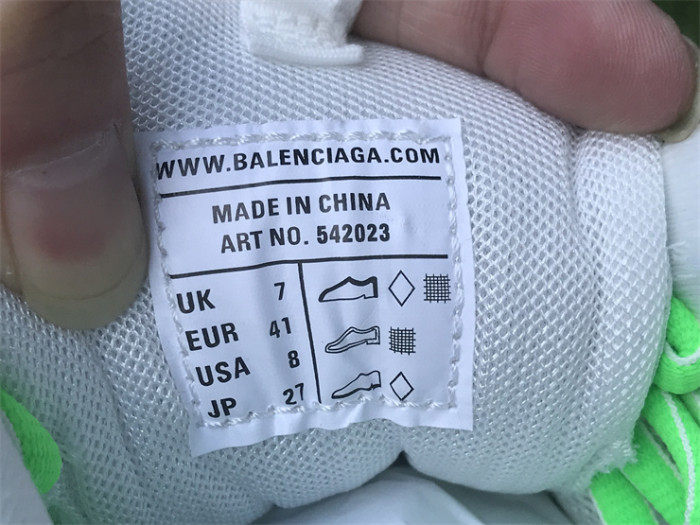 WWW.BALENCIAGA.COM
MADE IN CHINA
ART NO. 542023
UK 7
EUR 41
USA 8
JP 27